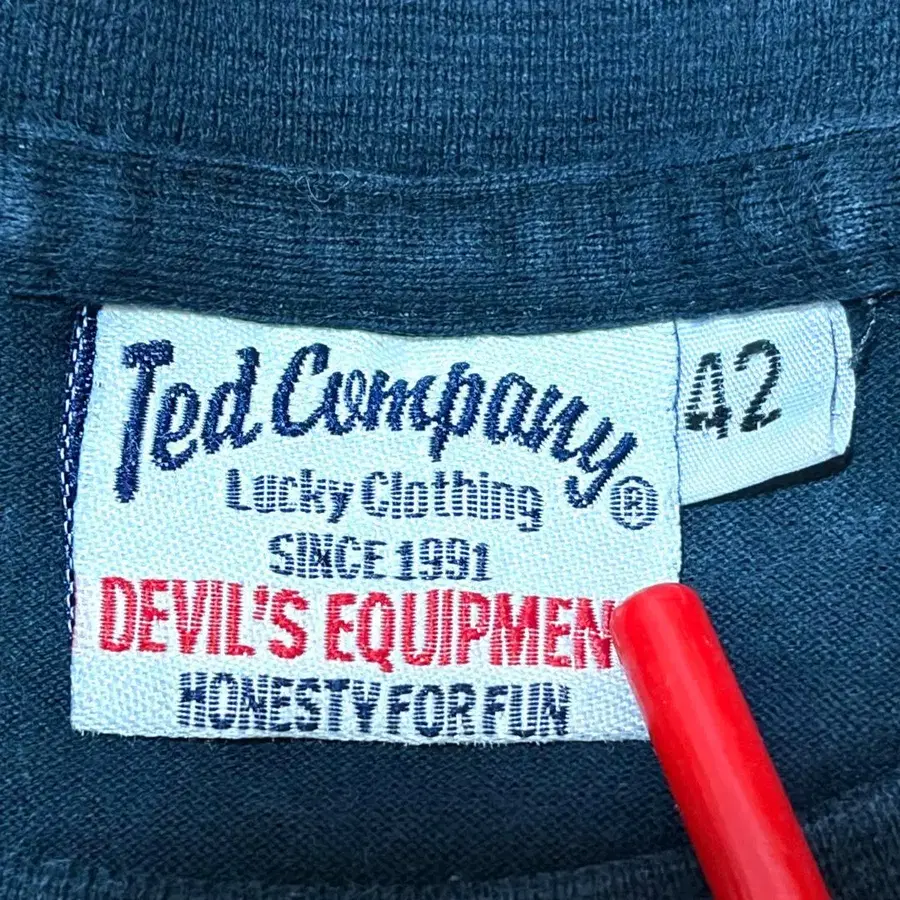 Ted Company®
Lucky Clothing
SINCE 1991
DEVIL'S EQUIPMEN
HONESTY FOR FUN
42